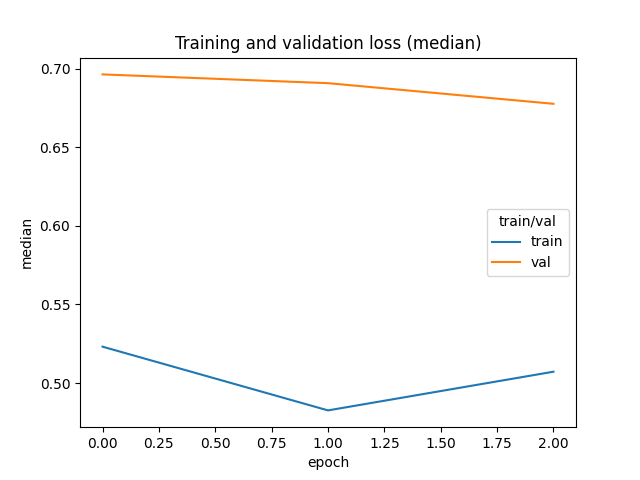 Training and validation loss (median)
0.70
0.65
0.60
0.55
0.50
median
train/val
train
val
0.00 0.25 0.50 0.75 1.00 1.25 1.50 1.75 2.00
epoch